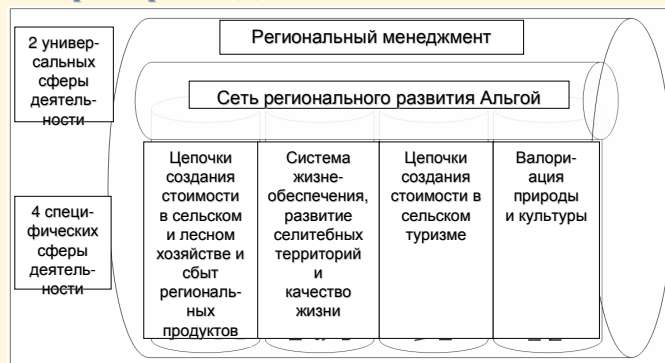 2 универ-
сальных
сферы
деятель-
ности
Региональный менеджмент
Сеть регионального развития Альгой
4 специ-
фических
сферы
деятель-
ности
Цепочки
создания
стоимости
в сельском
и лесном
хозяйстве и
сбыт
региональ-
ных
продуктов
Система
жизне-
обеспечения,
развитие
селитебных
территорий
и
качество
жизни
Цепочки
создания
стоимости в
сельском
туризме
Валори-
ация
природы
и культуры